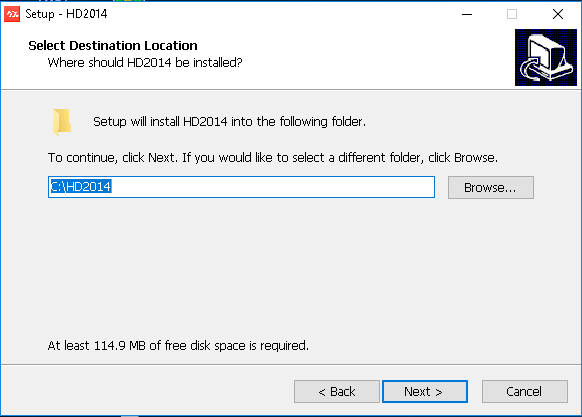 Setup - HD2014
Select Destination Location
Where should HD2014 be installed?
Setup will install HD2014 into the following folder.
To continue, click Next. If you would like to select a different folder, click Browse.
C:\HD2014
Browse...
At least 114.9 MB of free disk space is required.
< Back
Next >
Cancel